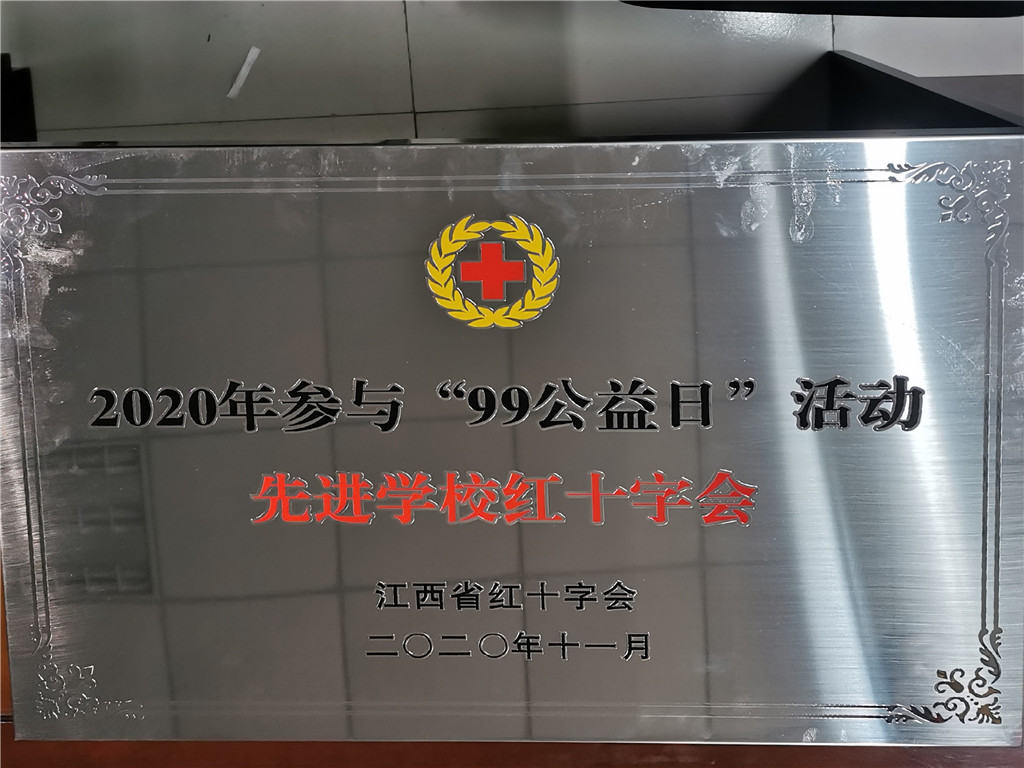 2020年参与“99公益日”活动
先进学校红十字会
江西省红十字会
二〇二〇年十一月